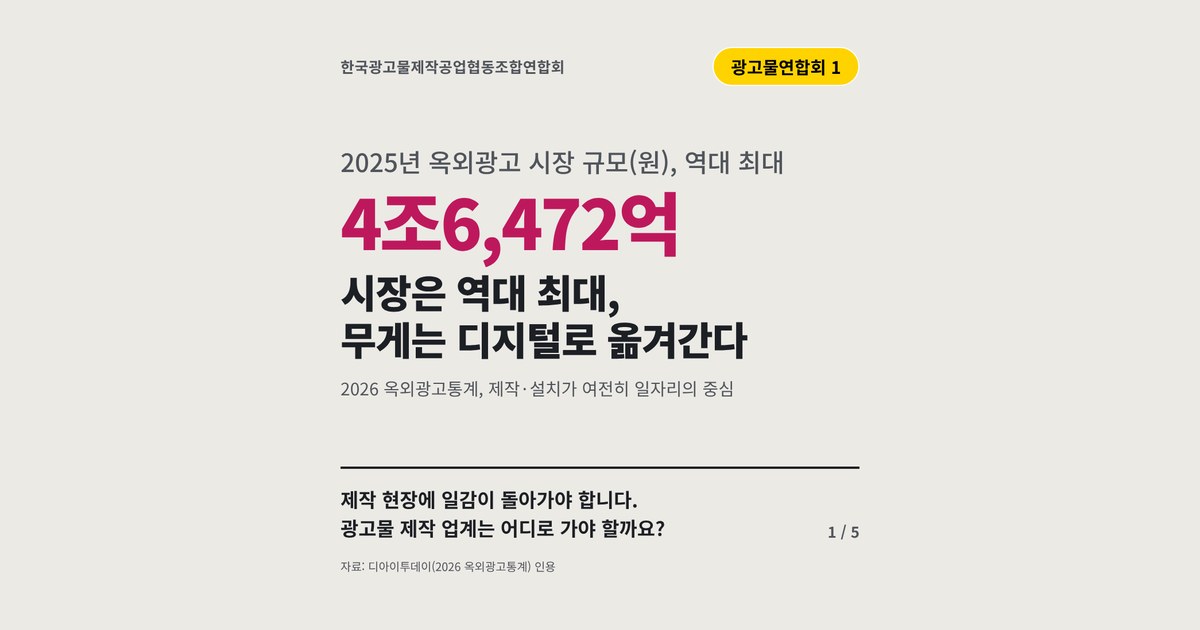 한국광고물제작공업협동조합연합회
광고물연합회 1
2025년 옥외광고 시장 규모(원), 역대 최대
4조6,472억
시장은 역대 최대,
무게는 디지털로 옮겨간다
2026 옥외광고통계, 제작·설치가 여전히 일자리의 중심
제작 현장에 일감이 돌아가야 합니다.
광고물 제작 업계는 어디로 가야 할까요?
1 / 5
자료: 디아이투데이(2026 옥외광고통계) 인용